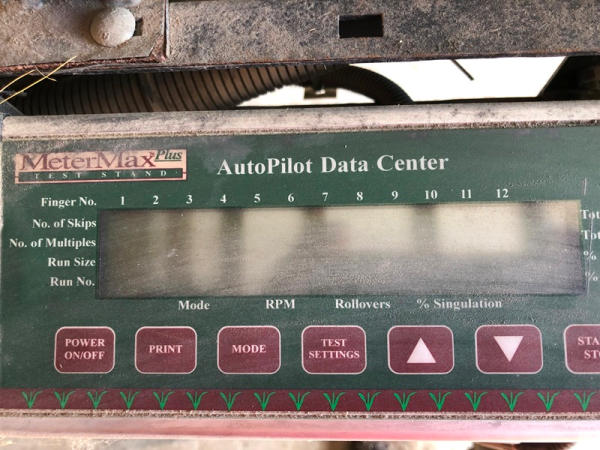 MeterMax Plus
TEST STAND
AutoPilot Data Center
Finger No. 1 2 3 4 5 6 7 8 9 10 11 12
No. of Skips
No. of Multiples
Run Size
Run No.
%
%
Mode RPM Rollovers % Singulation
POWER ON/OFF
PRINT
MODE
TEST SETTINGS